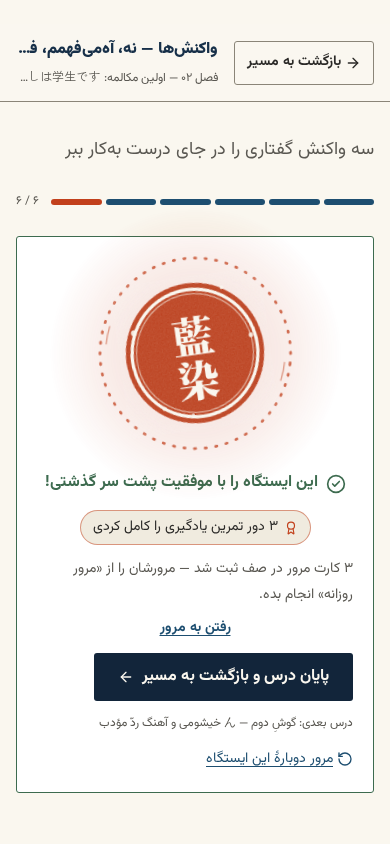 بازگشت به مسیر
واکنش‌ها — نه، آه‌می‌فهمم، فـ...
فصل ۰۲ — اولین مکالمه: しは学生です...
سه واکنش گفتاری را در جای درست به‌کار ببر
۶ / ۶
藍染
این ایستگاه را با موفقیت پشت سر گذشتی!
۳ دور تمرین یادگیری را کامل کردی
۳ کارت مرور در صف ثبت شد — مرورشان را از «مرور
روزانه» انجام بده.
رفتن به مرور
پایان درس و بازگشت به مسیر
درس بعدی: گوشِ دوم — ん خیشومی و آهنگ ردّ مؤدب
مرور دوبارهٔ این ایستگاه